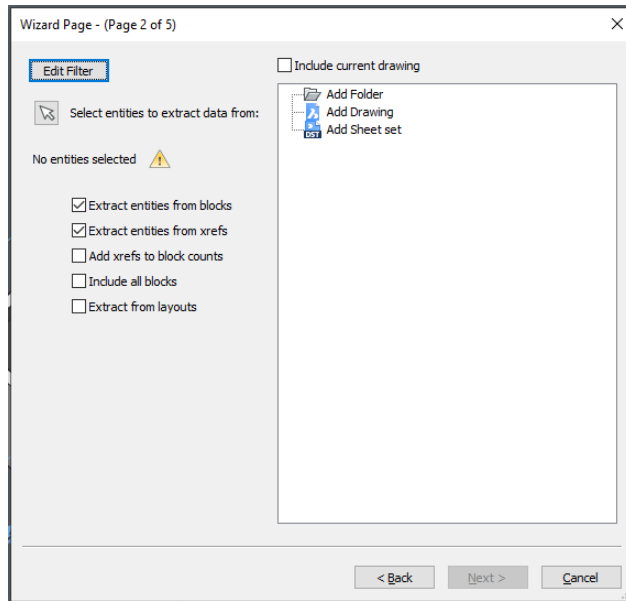 Wizard Page - (Page 2 of 5)
Edit Filter
Include current drawing
Select entities to extract data from:
No entities selected
Extract entities from blocks
Extract entities from xrefs
Add xrefs to block counts
Include all blocks
Extract from layouts
Add Folder
Add Drawing
DST Add Sheet set
< Back Next > Cancel